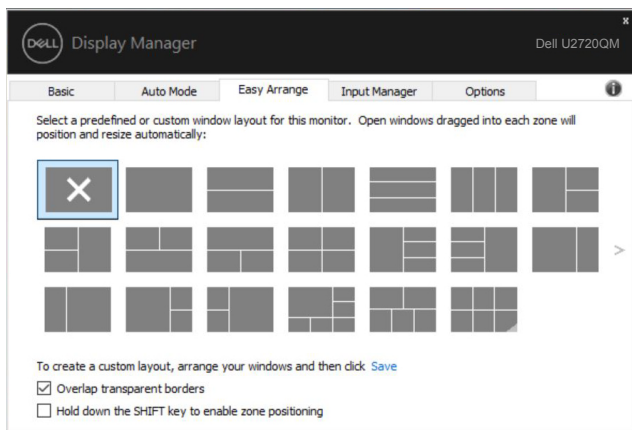 x
DELL Display Manager
Dell U2720QM
Basic Auto Mode Easy Arrange Input Manager Options
Select a predefined or custom window layout for this monitor. Open windows dragged into each zone will
position and resize automatically:
To create a custom layout, arrange your windows and then click Save
Overlap transparent borders
Hold down the SHIFT key to enable zone positioning